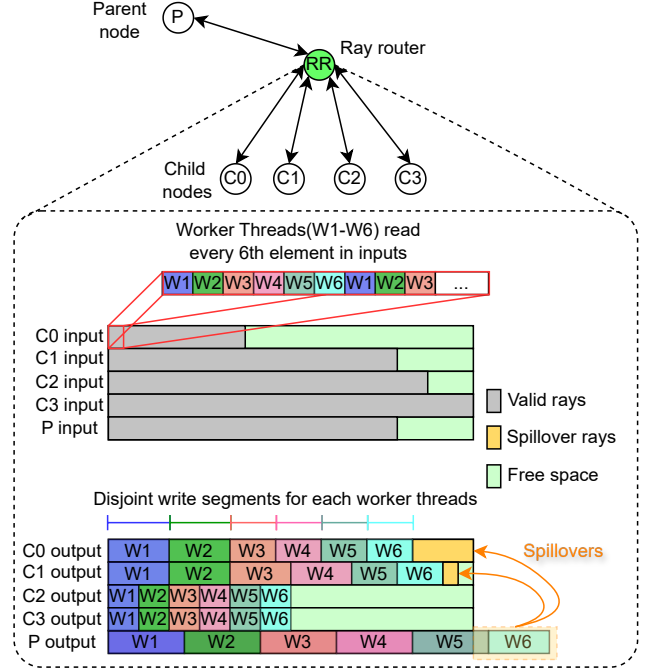 Parent
node
P
Ray router
RR
Child
nodes
C0 C1 C2 C3
Worker Threads(W1-W6) read
every 6th element in inputs
W1 W2 W3 W4 W5 W6 W1 W2 W3 ...
C0 input
C1 input
C2 input
C3 input
P input
Valid rays
Spillover rays
Free space
Disjoint write segments for each worker threads
C0 output W1 W2 W3 W4 W5 W6
Spillovers
C1 output W1 W2 W3 W4 W5 W6
C2 output W1 W2 W3 W4 W5 W6
C3 output W1 W2 W3 W4 W5 W6
P output W1 W2 W3 W4 W5 W6